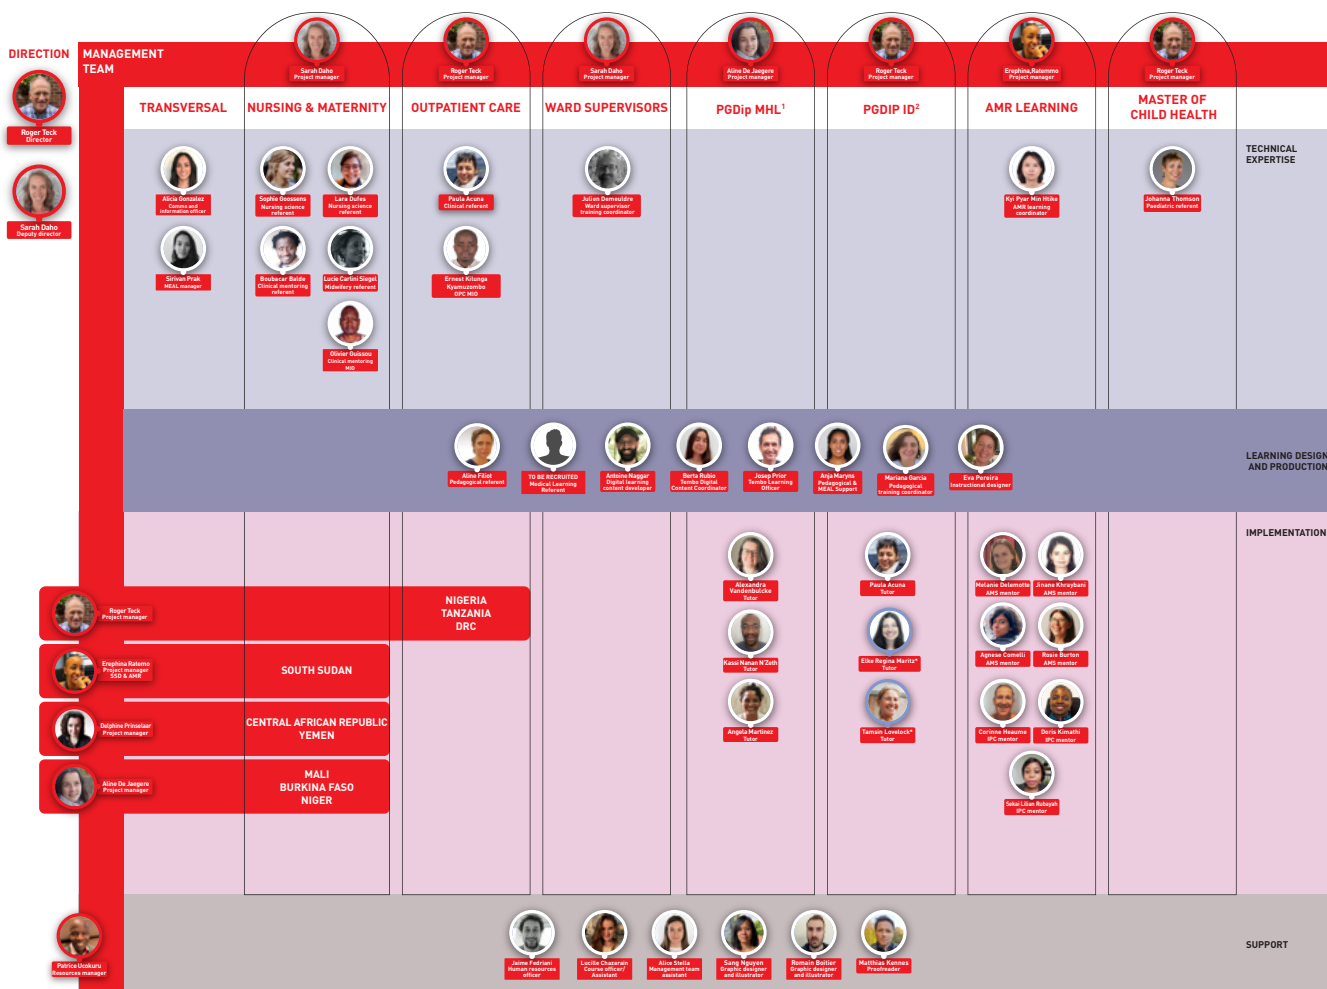 DIRECTION
MANAGEMENT
TEAM
Roger Teck
Director
Sarah Daho
Deputy director
Sarah Daho
Project manager
Roger Teck
Project manager
Sarah Daho
Project manager
Aline De Jaegere
Project manager
Roger Teck
Project manager
Erephina,Ratemmo
Project manager
Roger Teck
Project manager
TRANSVERSAL
NURSING & MATERNITY
OUTPATIENT CARE
WARD SUPERVISORS
PGDip MHL¹
PGDIP ID²
AMR LEARNING
MASTER OF
CHILD HEALTH
TECHNICAL
EXPERTISE
Alicia Gonzalez
Comms and
information officer
Sophie Goossens
Nursing science
referent
Lara Dufes
Nursing science
referent
Paula Acuna
Clinical referent
Julien Demeuldre
Ward supervisor
training coordinator
Kyi Pyar Min Htike
AMR learning
coordinator
Johanna Thomson
Paediatric referent
Sirivan Prak
MEAL manager
Boubacar Balde
Clinical mentoring
referent
Lucie Carlini Siegel
Midwifery referent
Ernest Kilunga
Kyamuzombo
OPC MIO
Olivier Guissou
Clinical mentoring
MIO
Aline Filiot
Pedagogical referent
TO BE RECRUITED
Medical Learning
Referent
Antoine Naggar
Digital learning
content developer
Berta Rubio
Tembo Digital
Content Coordinator
Josep Prior
Tembo Learning
Officer
Anja Maryns
Pedagogical &
MEAL Support
Mariana Garcia
Pedagogical
training coordinator
Eva Pereira
Instructional designer
LEARNING DESIGN
AND PRODUCTION
IMPLEMENTATION
Alexandra
Vandenbulcke
Tutor
Paula Acuna
Tutor
Melanie Delemotte
AMS mentor
Jinane Khraybani
AMS mentor
Kassi Nanan N'Zeth
Tutor
Elke Regina Maritz*
Tutor
Agnese Comelli
AMS mentor
Rosie Burton
AMS mentor
Angela Martinez
Tutor
Tamsin Lovelock*
Tutor
Corinne Heaume
IPC mentor
Doris Kimathi
IPC mentor
Sekai Lilian Rubayah
IPC mentor
Roger Teck
Project manager
NIGERIA
TANZANIA
DRC
Erephina Ratemo
Project manager
SSD & AMR
SOUTH SUDAN
Delphine Prinselaar
Project manager
CENTRAL AFRICAN REPUBLIC
YEMEN
Aline De Jaegere
Project manager
MALI
BURKINA FASO
NIGER
Patrice Ucokuru
Resources manager
Jaime Fedriani
Human resources
officer
Lucille Chazarain
Course officer/
Assistant
Alice Stella
Management team
assistant
Sang Nguyen
Graphic designer
and illustrator
Romain Boitier
Graphic designer
and illustrator
Matthias Kennes
Proofreader
SUPPORT